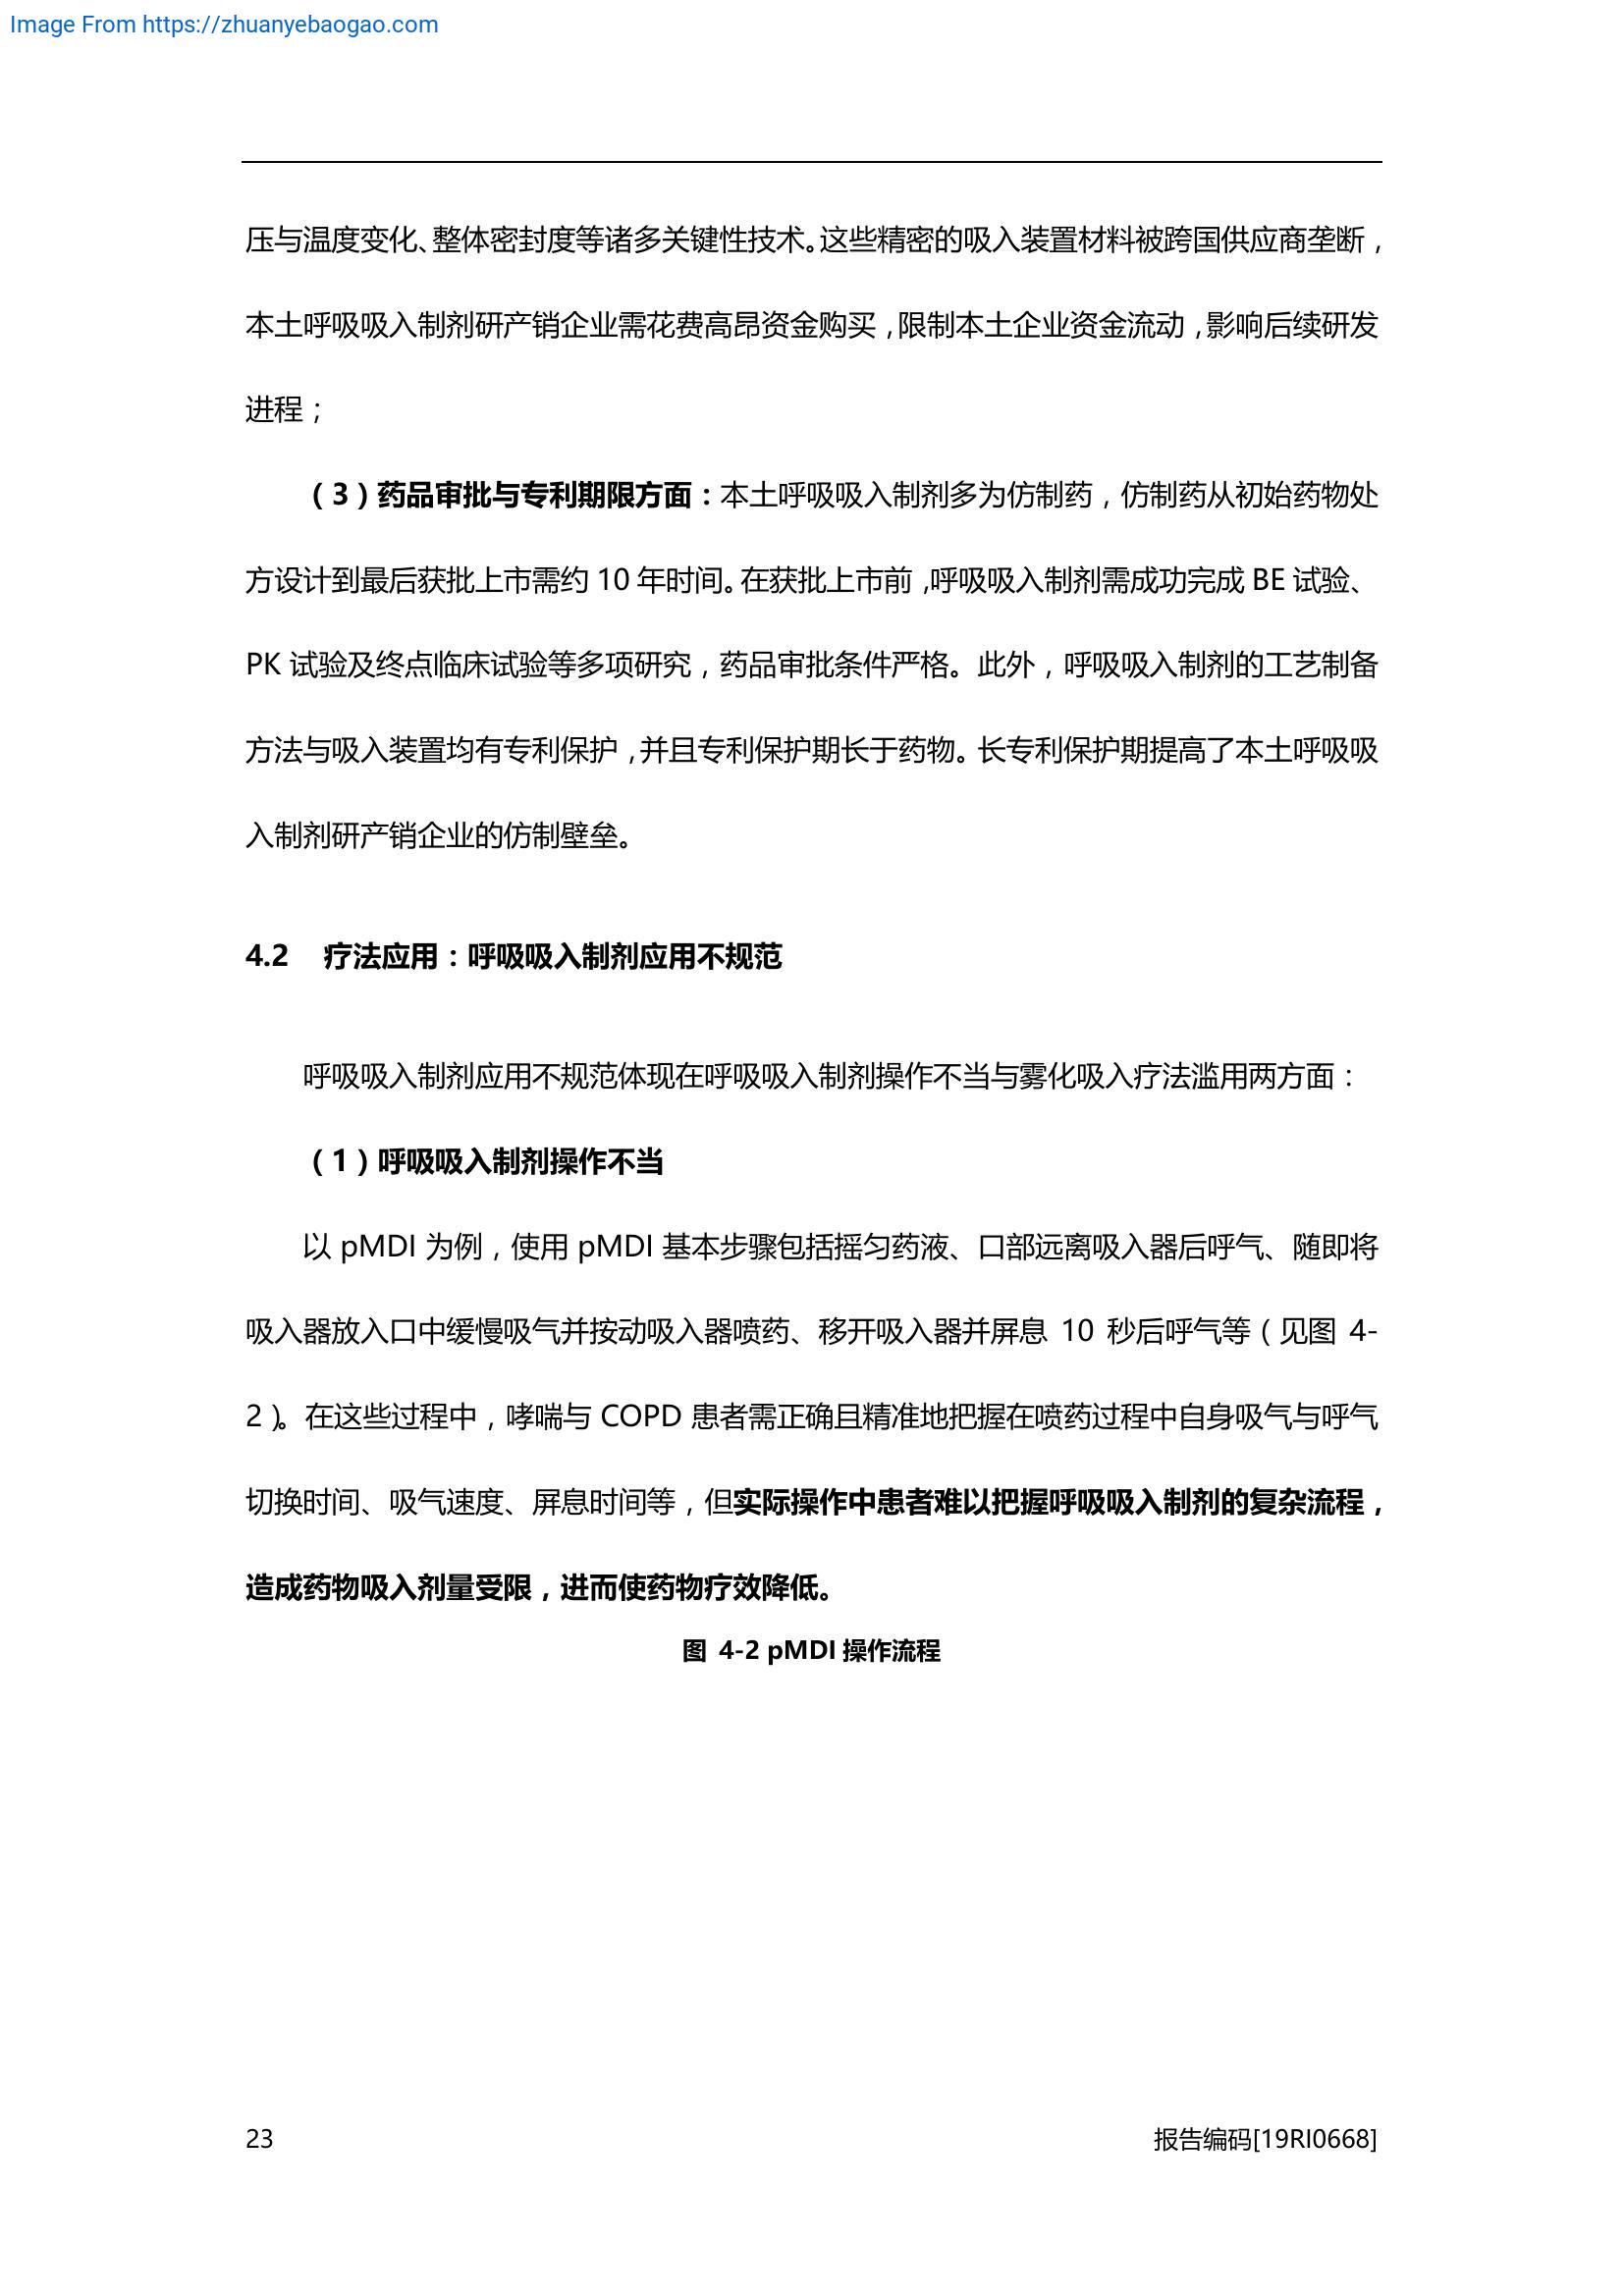 Image From https://zhuanyebaogao.com
压与温度变化、整体密封度等诸多关键性技术。这些精密的吸入装置材料被跨国供应商垄断，
本土呼吸吸入制剂研产销企业需花费高昂资金购买，限制本土企业资金流动，影响后续研发
进程；
（3）药品审批与专利期限方面：本土呼吸吸入制剂多为仿制药，仿制药从初始药物处
方设计到最后获批上市需约 10 年时间。在获批上市前，呼吸吸入制剂需成功完成 BE 试验、
PK 试验及终点临床试验等多项研究，药品审批条件严格。此外，呼吸吸入制剂的工艺制备
方法与吸入装置均有专利保护，并且专利保护期长于药物。长专利保护期提高了本土呼吸吸
入制剂研产销企业的仿制壁垒。
4.2 疗法应用：呼吸吸入制剂应用不规范
呼吸吸入制剂应用不规范体现在呼吸吸入制剂操作不当与雾化吸入疗法滥用两方面：
（1）呼吸吸入制剂操作不当
以 pMDI 为例，使用 pMDI 基本步骤包括摇匀药液、口部远离吸入器后呼气、随即将
吸入器放入口中缓慢吸气并按动吸入器喷药、移开吸入器并屏息 10 秒后呼气等（见图 4-
2）。在这些过程中，哮喘与 COPD 患者需正确且精准地把握在喷药过程中自身吸气与呼气
切换时间、吸气速度、屏息时间等，但实际操作中患者难以把握呼吸吸入制剂的复杂流程，
造成药物吸入剂量受限，进而使药物疗效降低。
图 4-2 pMDI 操作流程
23 报告编码[19RI0668]